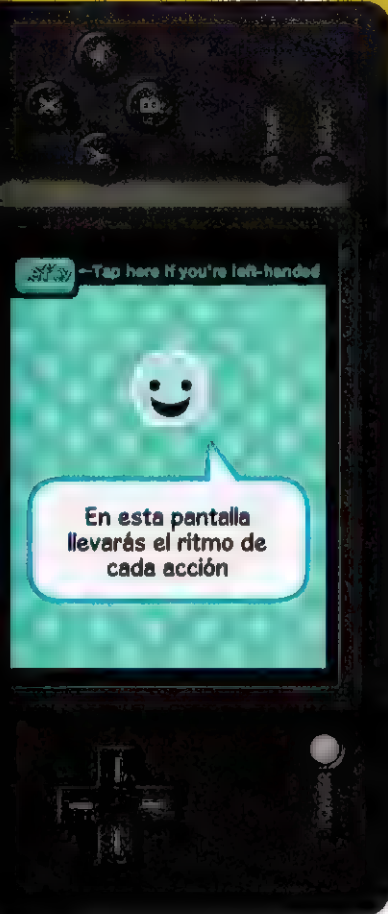 ←Tap here if you're left-handed
En esta pantalla
llevarás el ritmo de
cada acción